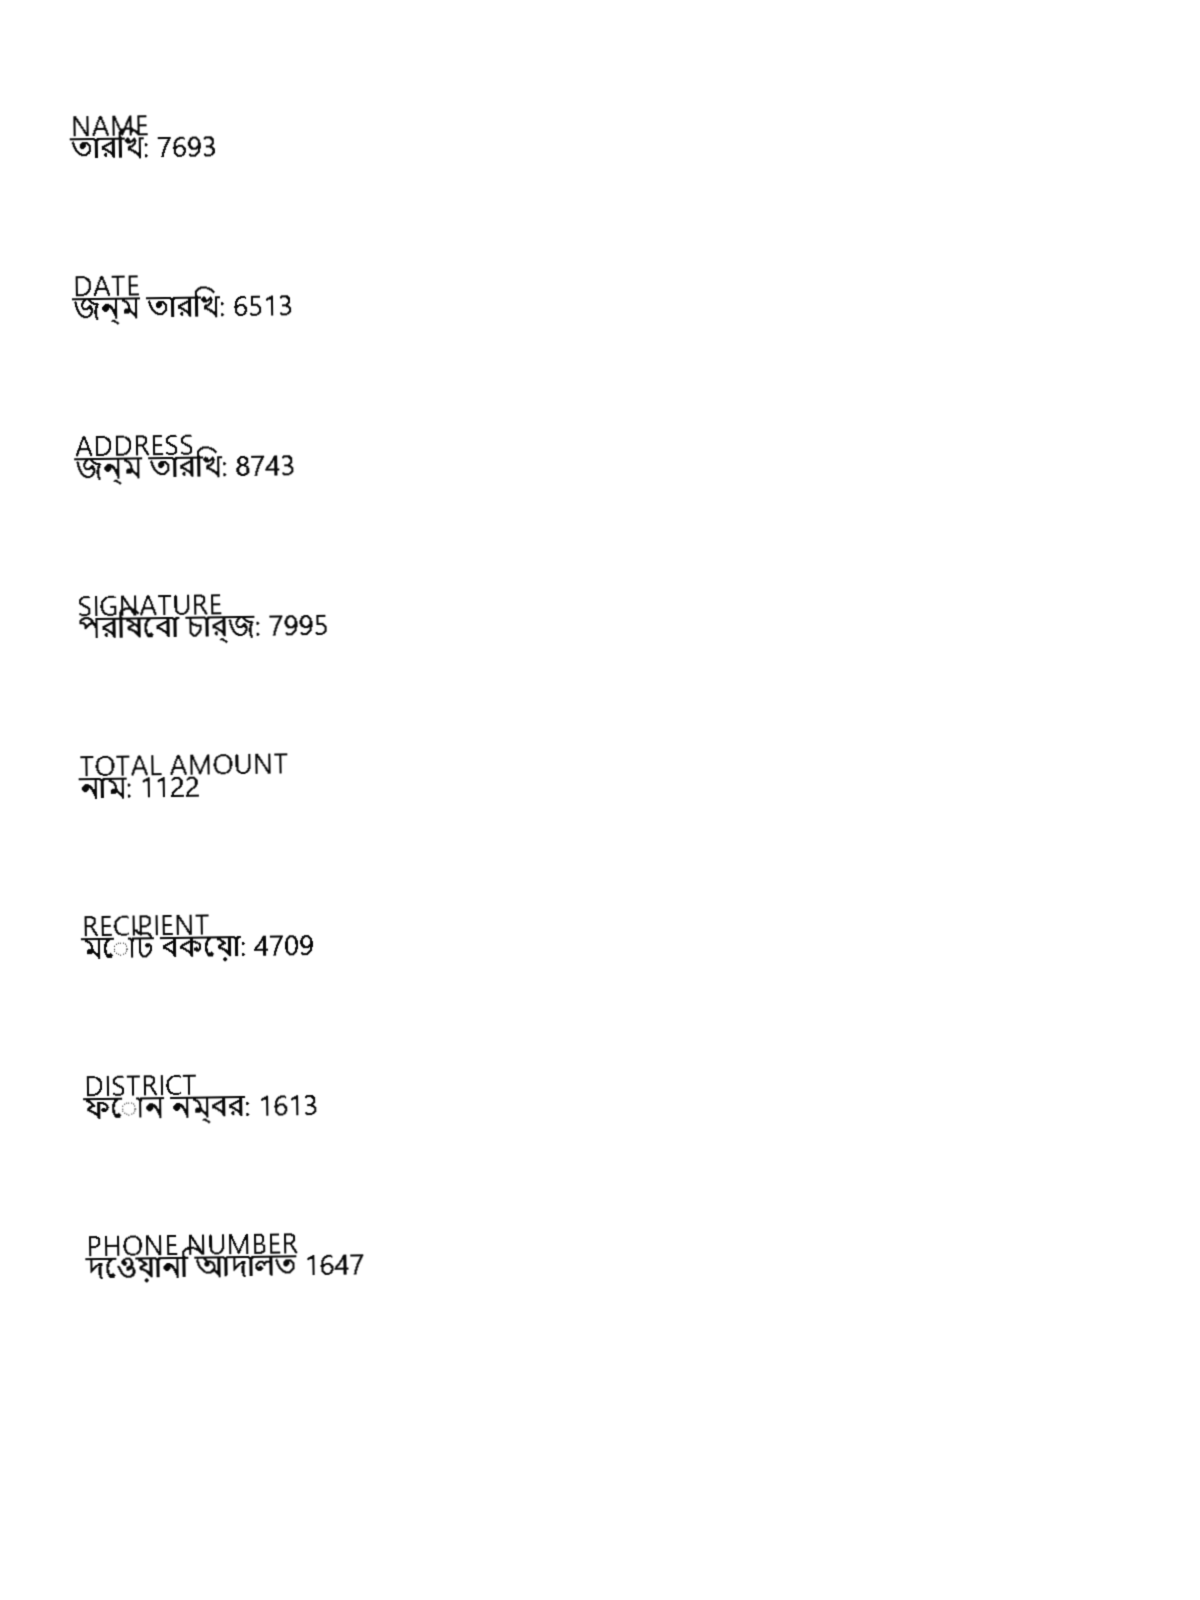 NAME
তারিখ: 7693
DATE
জন্ম তারিখ: 6513
ADDRESS
জন্ম তারিখ: 8743
SIGNATURE
পরিষেবা চার্জ: 7995
TOTAL AMOUNT
নাম: 1122
RECIPIENT
মোট বকেয়া: 4709
DISTRICT
ফোন নম্বর: 1613
PHONE NUMBER
দেওয়ানি আদালত 1647